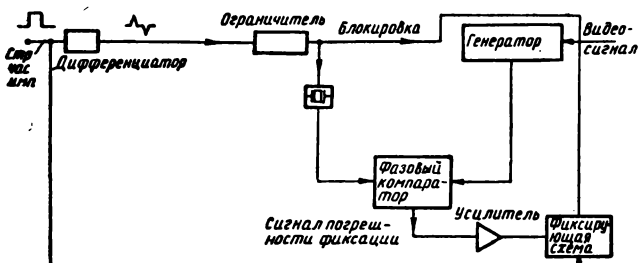 Ограничитель
Блокировка
Генератор
Видео-
сигнал
Стр
час
имп
Дифференциатор
Фазовый
компара-
тор
Сигнал погреш-
ности фиксации
Усилитель
Фиксиру-
ющая
схема